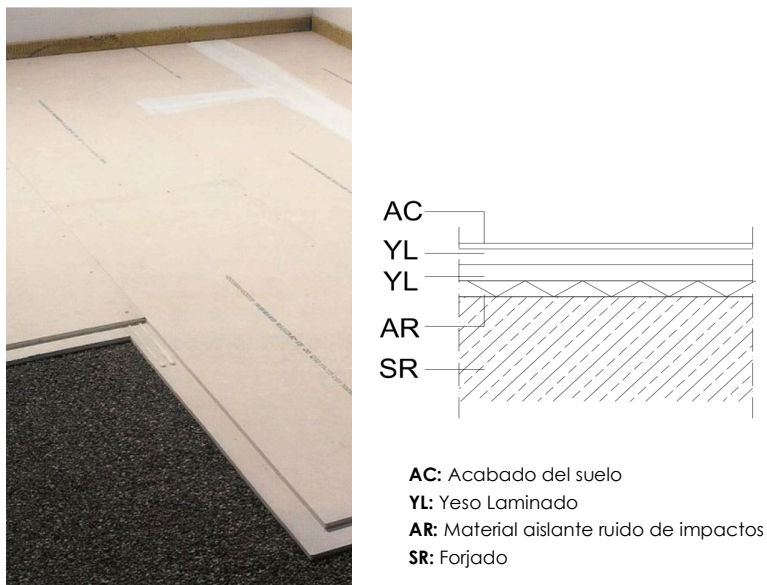 AC
YL
YL
AR
SR
AC: Acabado del suelo
YL: Yeso Laminado
AR: Material aislante ruido de impactos
SR: Forjado